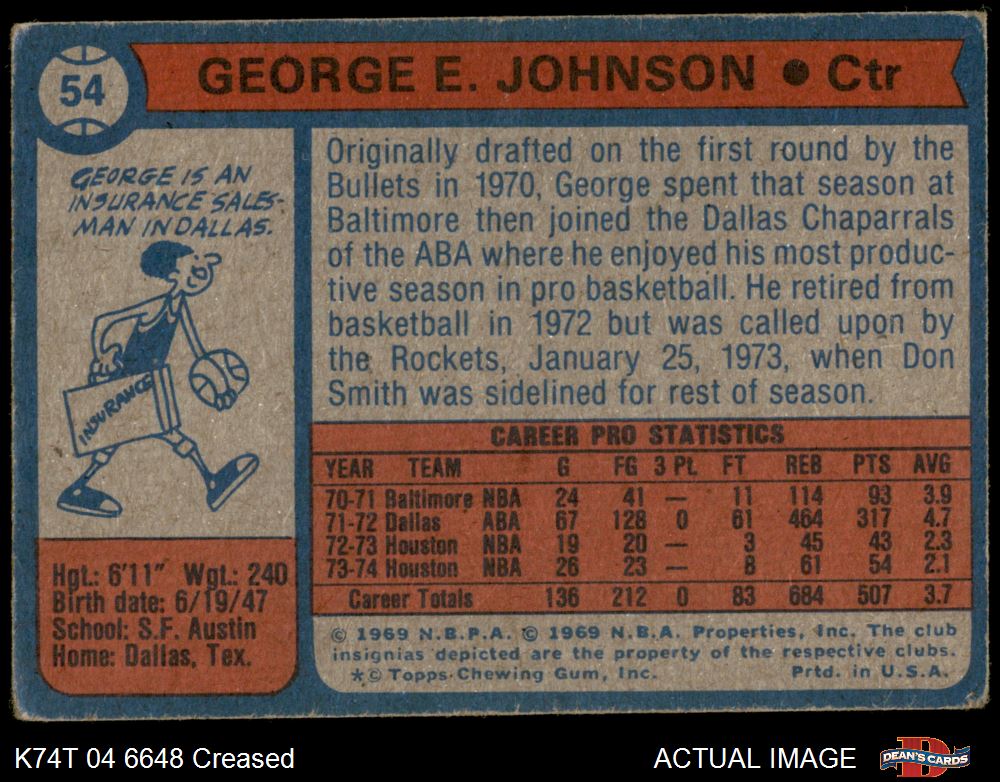 54
GEORGE E. JOHNSON ● Ctr
GEORGE IS AN
INSURANCE SALES-
MAN IN DALLAS.
INSURANCE
Hgt.: 6'11" Wgt.: 240
Birth date: 6/19/47
School: S.F. Austin
Home: Dallas, Tex.
Originally drafted on the first round by the
Bullets in 1970, George spent that season at
Baltimore then joined the Dallas Chaparrals
of the ABA where he enjoyed his most produc-
tive season in pro basketball. He retired from
basketball in 1972 but was called upon by
the Rockets, January 25, 1973, when Don
Smith was sidelined for rest of season.
CAREER PRO STATISTICS
YEAR TEAM G FG 3 Pt. FT REB PTS AVG
70-71 Baltimore NBA 24 41 — 11 114 93 3.9
71-72 Dallas ABA 67 128 0 61 464 317 4.7
72-73 Houston NBA 19 20 — 3 45 43 2.3
73-74 Houston NBA 26 23 — 8 61 54 2.1
Career Totals 136 212 0 83 684 507 3.7
© 1969 N.B.P.A. © 1969 N.B.A. Properties, Inc. The club
insignias depicted are the property of the respective clubs.
*© Topps Chewing Gum, Inc. Prtd. in U.S.A.
K74T 04 6648 Creased
ACTUAL IMAGE
D
DEAN'S CARDS